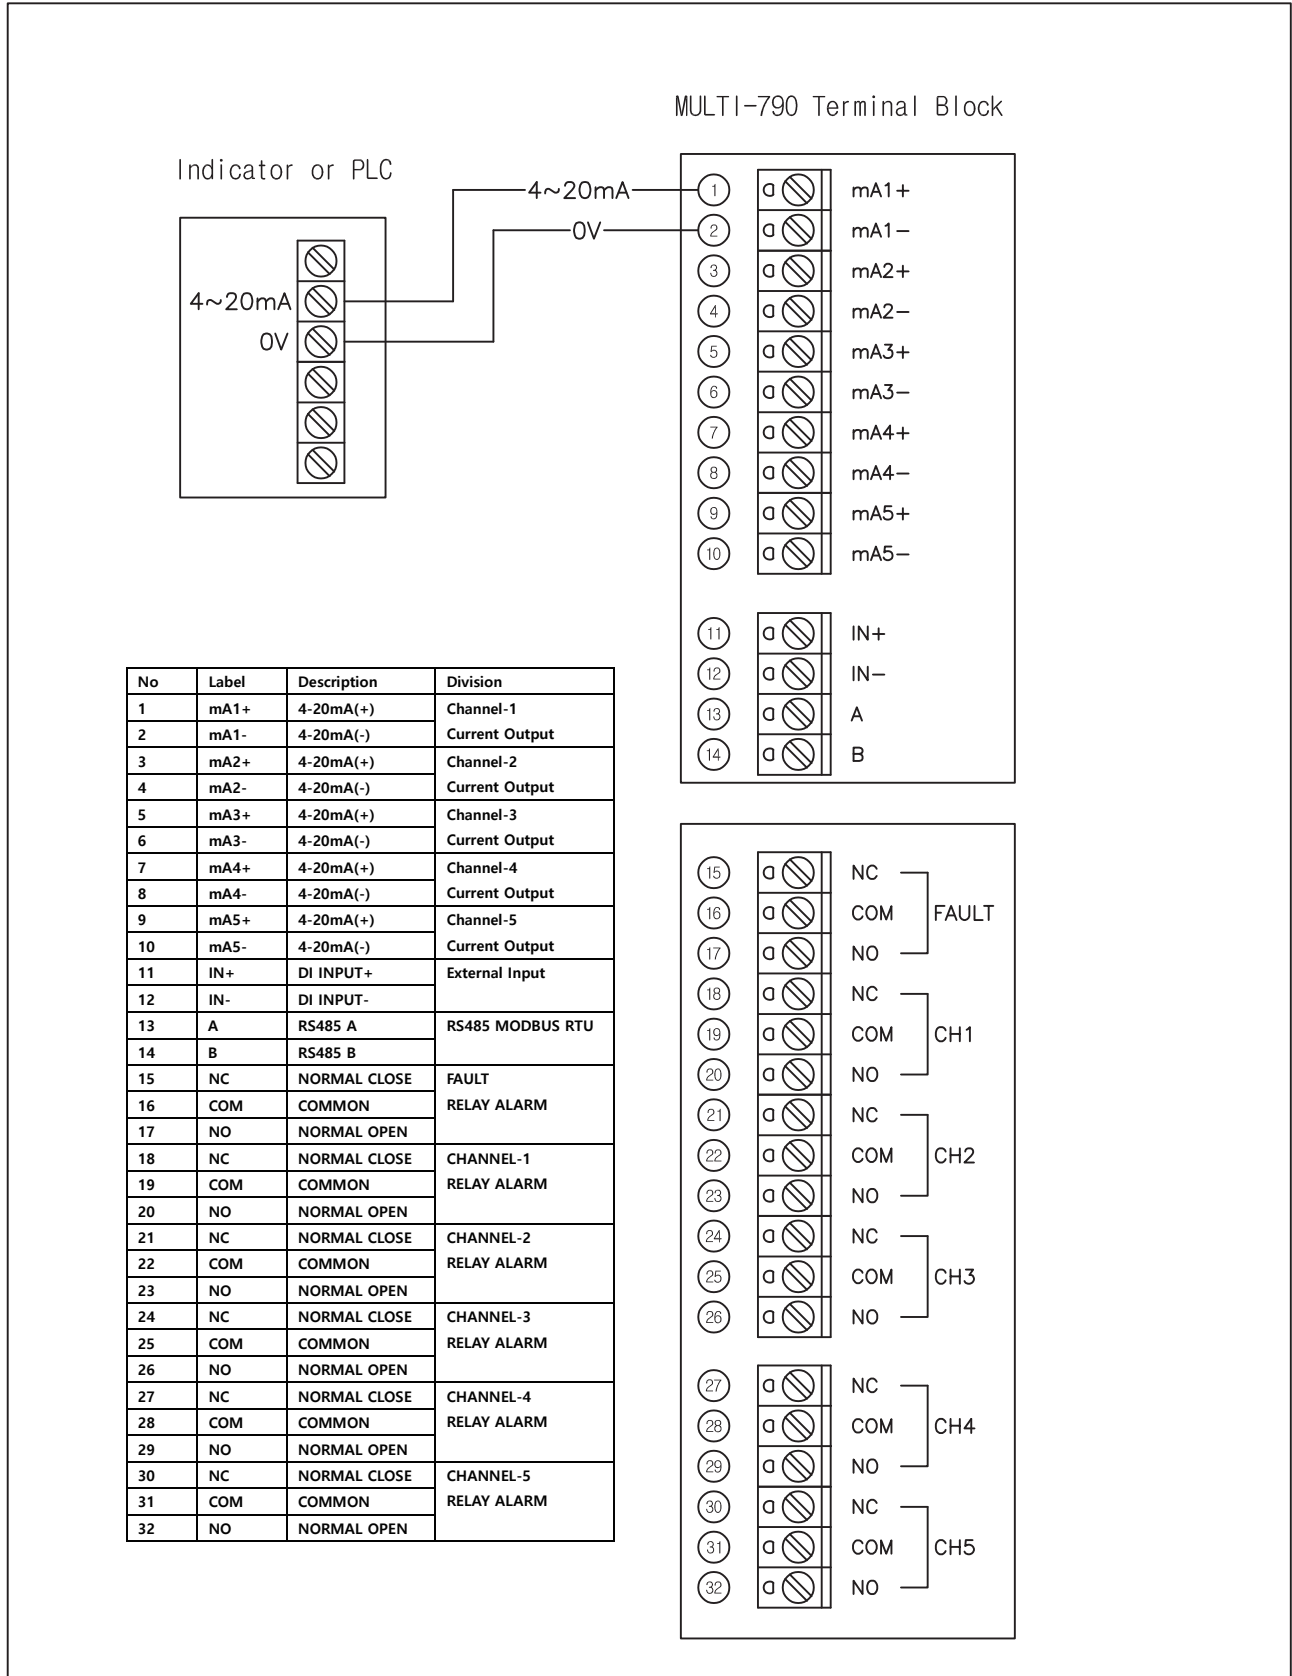 MULTI-790 Terminal Block
Indicator or PLC
4~20mA
0V
4~20mA
0V
1 mA1+
2 mA1-
3 mA2+
4 mA2-
5 mA3+
6 mA3-
7 mA4+
8 mA4-
9 mA5+
10 mA5-
11 IN+
12 IN-
13 A
14 B
No Label Description Division
1 mA1+ 4-20mA(+) Channel-1
2 mA1- 4-20mA(-) Current Output
3 mA2+ 4-20mA(+) Channel-2
4 mA2- 4-20mA(-) Current Output
5 mA3+ 4-20mA(+) Channel-3
6 mA3- 4-20mA(-) Current Output
7 mA4+ 4-20mA(+) Channel-4
8 mA4- 4-20mA(-) Current Output
9 mA5+ 4-20mA(+) Channel-5
10 mA5- 4-20mA(-) Current Output
11 IN+ DI INPUT+ External Input
12 IN- DI INPUT-
13 A RS485 A RS485 MODBUS RTU
14 B RS485 B
15 NC NORMAL CLOSE FAULT
16 COM COMMON RELAY ALARM
17 NO NORMAL OPEN
18 NC NORMAL CLOSE CHANNEL-1
19 COM COMMON RELAY ALARM
20 NO NORMAL OPEN
21 NC NORMAL CLOSE CHANNEL-2
22 COM COMMON RELAY ALARM
23 NO NORMAL OPEN
24 NC NORMAL CLOSE CHANNEL-3
25 COM COMMON RELAY ALARM
26 NO NORMAL OPEN
27 NC NORMAL CLOSE CHANNEL-4
28 COM COMMON RELAY ALARM
29 NO NORMAL OPEN
30 NC NORMAL CLOSE CHANNEL-5
31 COM COMMON RELAY ALARM
32 NO NORMAL OPEN
15 NC
16 COM FAULT
17 NO
18 NC
19 COM CH1
20 NO
21 NC
22 COM CH2
23 NO
24 NC
25 COM CH3
26 NO
27 NC
28 COM CH4
29 NO
30 NC
31 COM CH5
32 NO